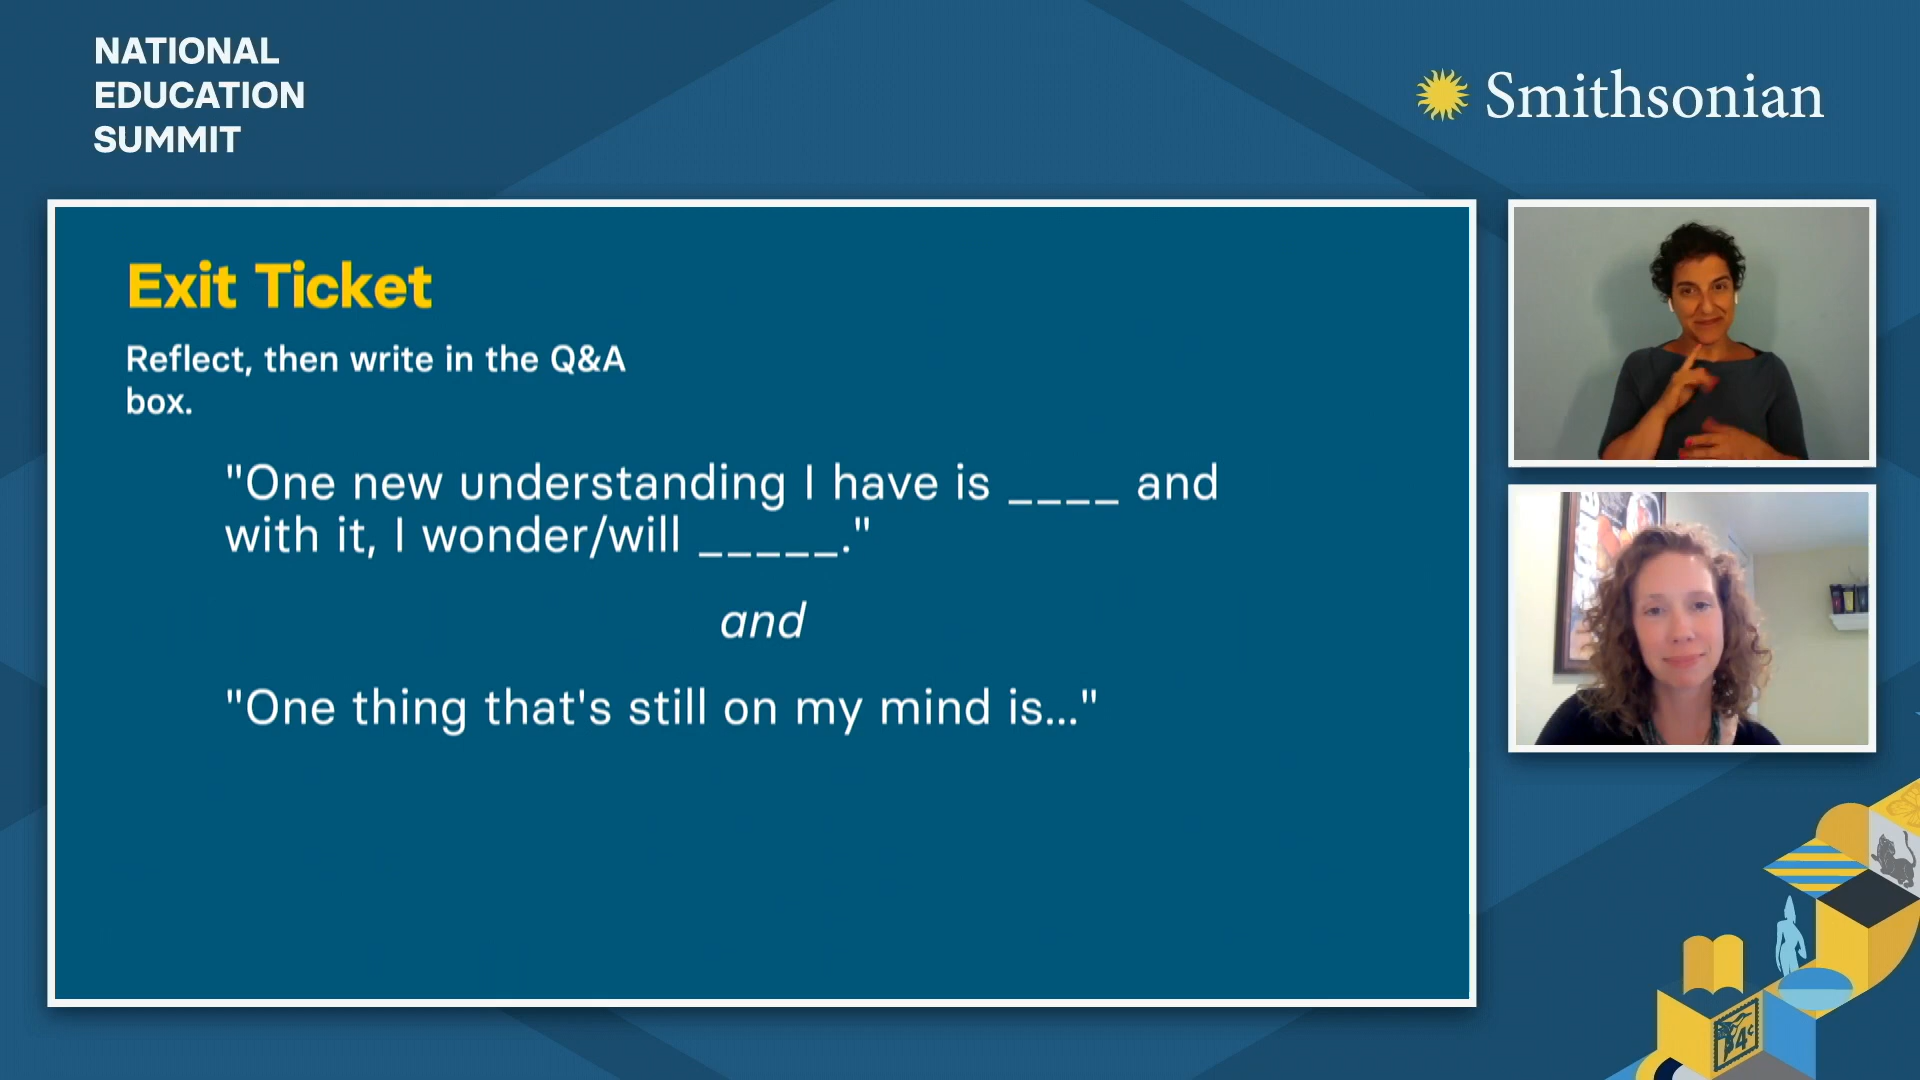 NATIONAL
EDUCATION
SUMMIT
Smithsonian
Exit Ticket
Reflect, then write in the Q&A
box.
"One new understanding I have is ____ and
with it, I wonder/will _____."
and
"One thing that's still on my mind is..."
4¢